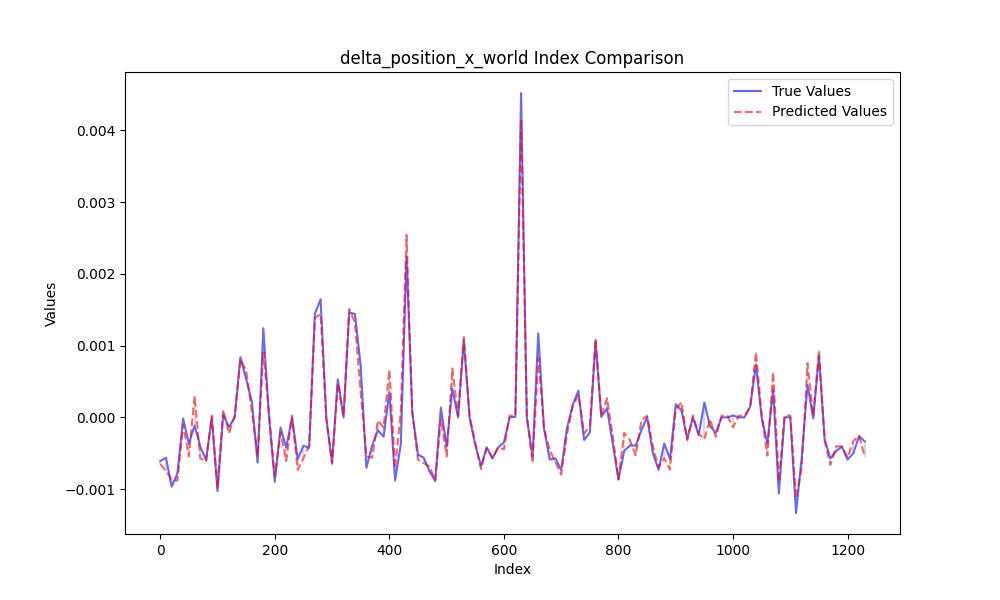 delta_position_x_world Index Comparison
True Values
Predicted Values
0.004
0.003
0.002
0.001
0.000
−0.001
Values
0
200
400
600
800
1000
1200
Index